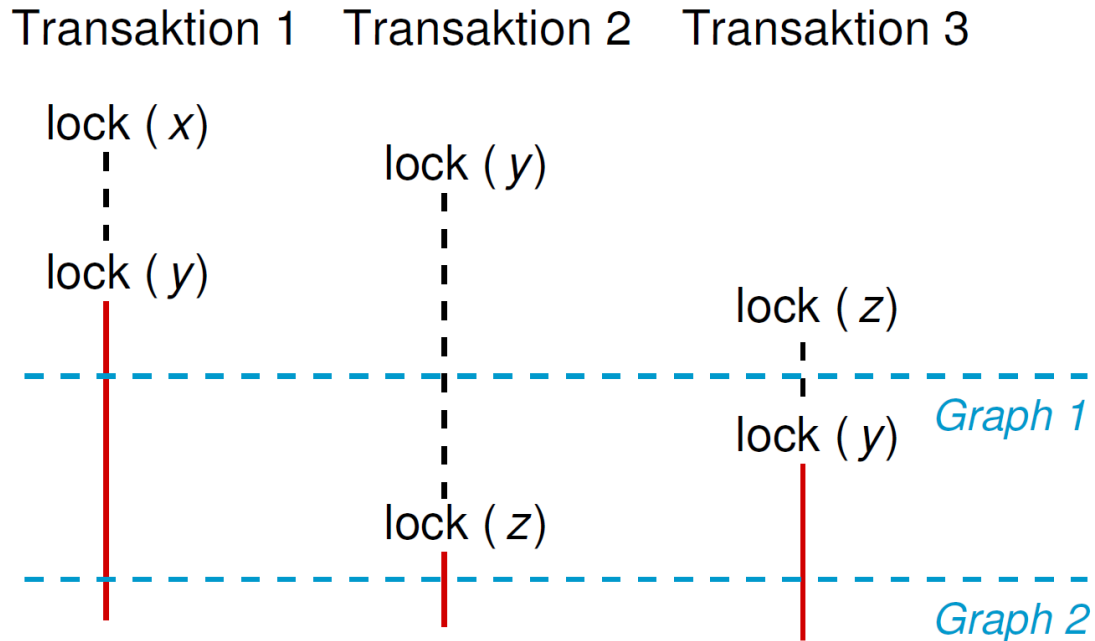 Transaktion 1 Transaktion 2 Transaktion 3
lock ( x)
lock ( y)
lock ( y)
lock ( z)
Graph 1
lock ( y)
lock ( z)
Graph 2